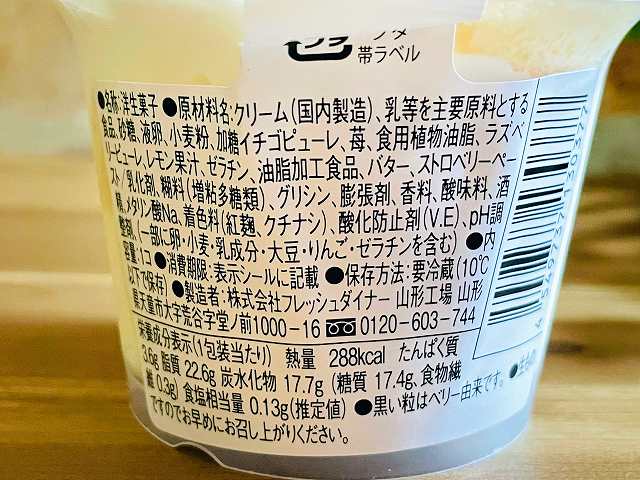 プラ
フタ
帯ラベル
●名称:洋生菓子 ●原材料名:クリーム(国内製造)、乳等を主要原料とする
食品、砂糖、液卵、小麦粉、加糖イチゴピューレ、苺、食用植物油脂、ラズベ
リーピューレ、レモン果汁、ゼラチン、油脂加工食品、バター、ストロベリーペー
スト/乳化剤、糊料(増粘多糖類)、グリシン、膨張剤、香料、酸味料、酒
精、メタリン酸Na、着色料(紅麹、クチナシ)、酸化防止剤(V.E)、pH調
整剤、(一部に卵・小麦・乳成分・大豆・りんご・ゼラチンを含む) ●内
容量:1コ ●消費期限:表示シールに記載 ●保存方法:要冷蔵(10℃
以下で保存) ●製造者:株式会社フレッシュダイナー 山形工場 山形
県天童市大字荒谷字堂ノ前1000-16 0120-603-744
栄養成分表示(1包装当たり) 熱量 288kcal たんぱく質
3.6g 脂質 22.6g 炭水化物 17.7g (糖質 17.4g、食物繊
維 0.3g) 食塩相当量 0.13g(推定値) ●黒い粒はベリー由来です。●生もの
ですのでお早めにお召し上がりください。